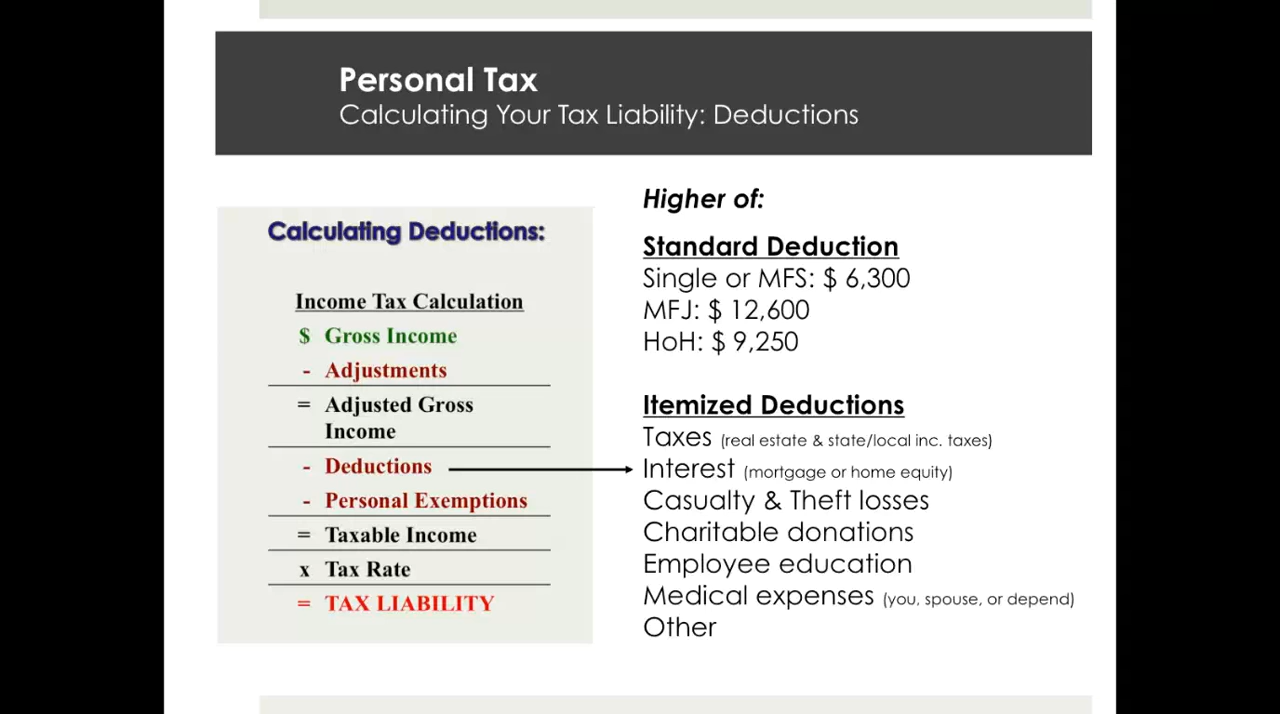 Personal Tax
Calculating Your Tax Liability: Deductions
Calculating Deductions:
Income Tax Calculation
$ Gross Income
- Adjustments
= Adjusted Gross
Income
- Deductions
- Personal Exemptions
= Taxable Income
x Tax Rate
= TAX LIABILITY
Higher of:
Standard Deduction
Single or MFS: $ 6,300
MFJ: $ 12,600
HoH: $ 9,250
Itemized Deductions
Taxes (real estate & state/local inc. taxes)
Interest (mortgage or home equity)
Casualty & Theft losses
Charitable donations
Employee education
Medical expenses (you, spouse, or depend)
Other